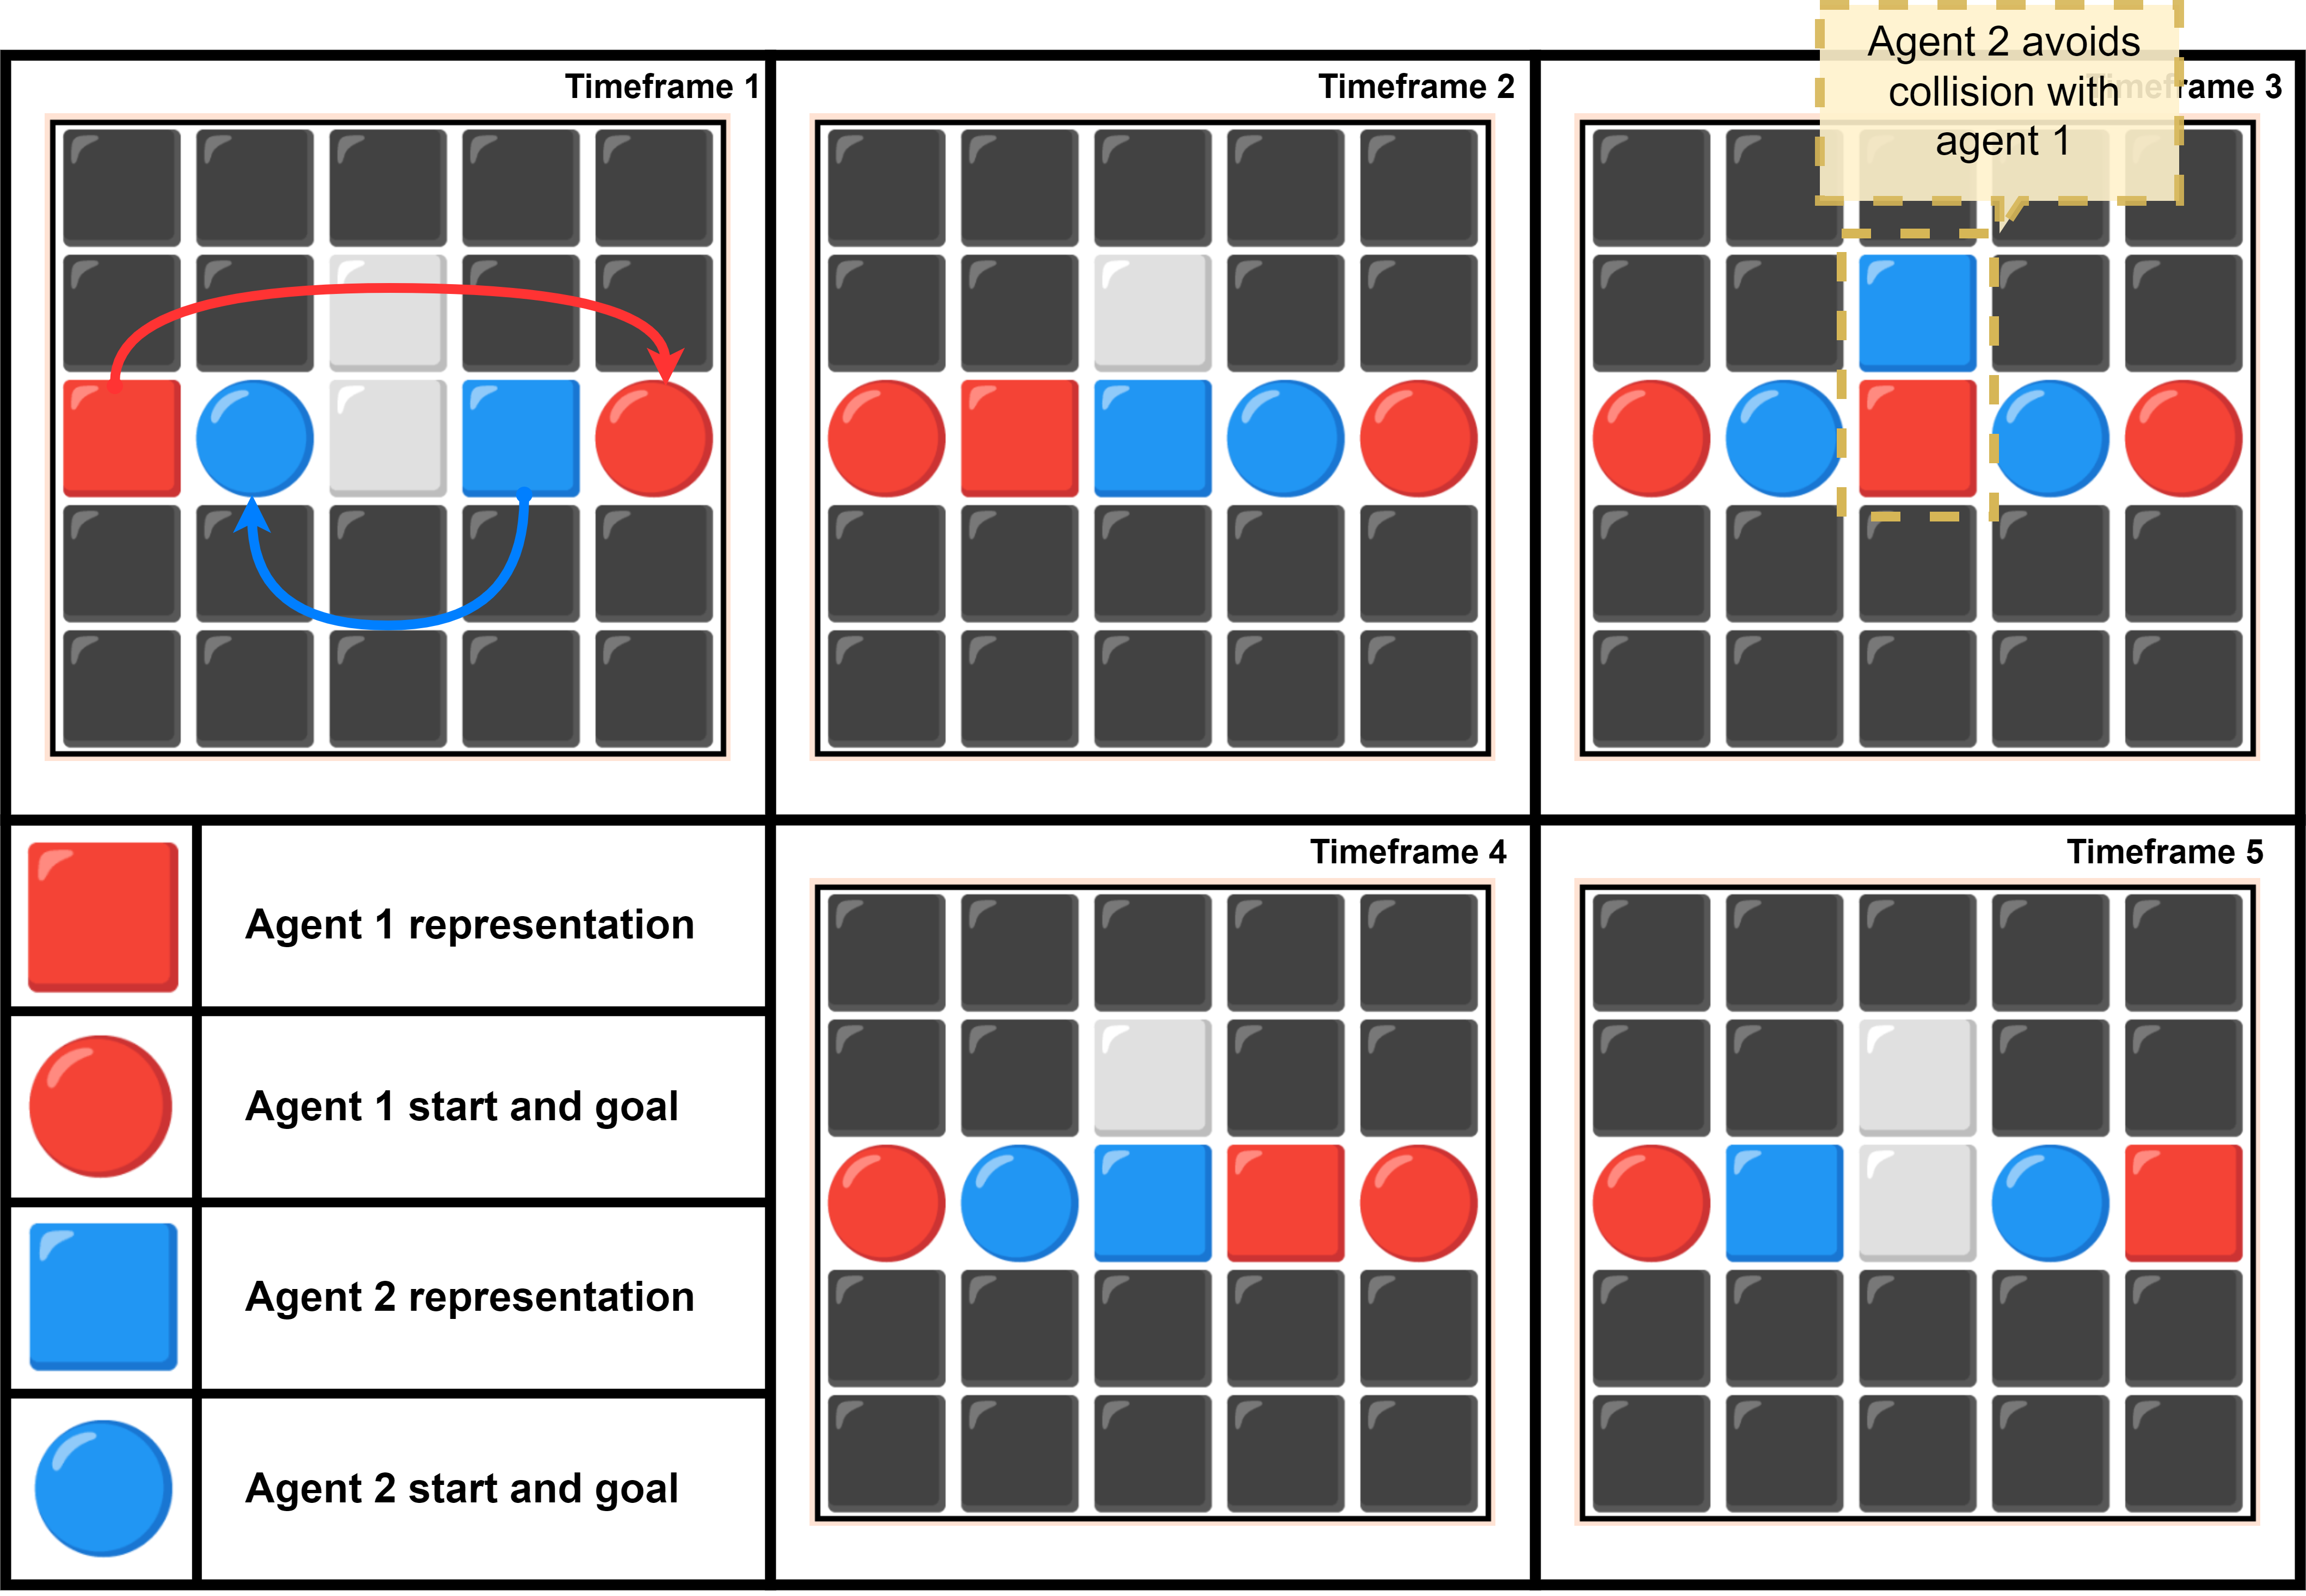 Agent 2 avoids
collision with
agent 1
Timeframe 1
Timeframe 2
Timeframe 3
Agent 1 representation
Agent 1 start and goal
Agent 2 representation
Agent 2 start and goal
Timeframe 4
Timeframe 5